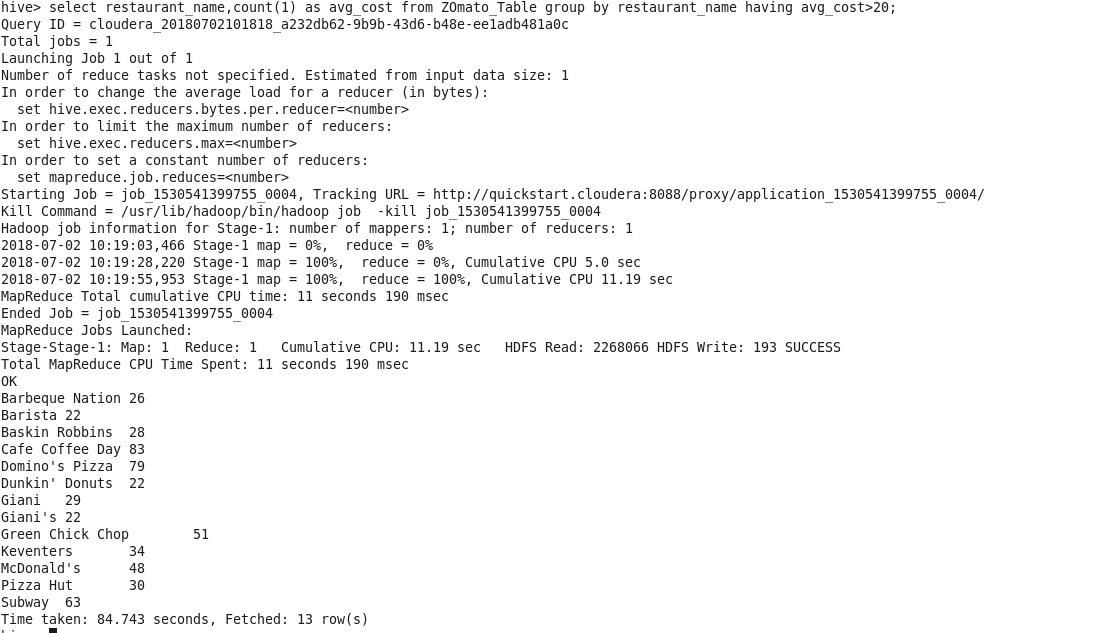 hive> select restaurant_name,count(1) as avg_cost from ZOmato_Table group by restaurant_name having avg_cost>20;
Query ID = cloudera_20180702101818_a232db62-9b9b-43d6-b48e-ee1adb481a0c
Total jobs = 1
Launching Job 1 out of 1
Number of reduce tasks not specified. Estimated from input data size: 1
In order to change the average load for a reducer (in bytes):
  set hive.exec.reducers.bytes.per.reducer=<number>
In order to limit the maximum number of reducers:
  set hive.exec.reducers.max=<number>
In order to set a constant number of reducers:
  set mapreduce.job.reduces=<number>
Starting Job = job_1530541399755_0004, Tracking URL = http://quickstart.cloudera:8088/proxy/application_1530541399755_0004/
Kill Command = /usr/lib/hadoop/bin/hadoop job  -kill job_1530541399755_0004
Hadoop job information for Stage-1: number of mappers: 1; number of reducers: 1
2018-07-02 10:19:03,466 Stage-1 map = 0%,  reduce = 0%
2018-07-02 10:19:28,220 Stage-1 map = 100%,  reduce = 0%, Cumulative CPU 5.0 sec
2018-07-02 10:19:55,953 Stage-1 map = 100%,  reduce = 100%, Cumulative CPU 11.19 sec
MapReduce Total cumulative CPU time: 11 seconds 190 msec
Ended Job = job_1530541399755_0004
MapReduce Jobs Launched:
Stage-Stage-1: Map: 1  Reduce: 1   Cumulative CPU: 11.19 sec   HDFS Read: 2268066 HDFS Write: 193 SUCCESS
Total MapReduce CPU Time Spent: 11 seconds 190 msec
OK
Barbeque Nation 26
Barista 22
Baskin Robbins  28
Cafe Coffee Day 83
Domino's Pizza  79
Dunkin' Donuts  22
Giani   29
Giani's 22
Green Chick Chop        51
Keventers       34
McDonald's      48
Pizza Hut       30
Subway  63
Time taken: 84.743 seconds, Fetched: 13 row(s)